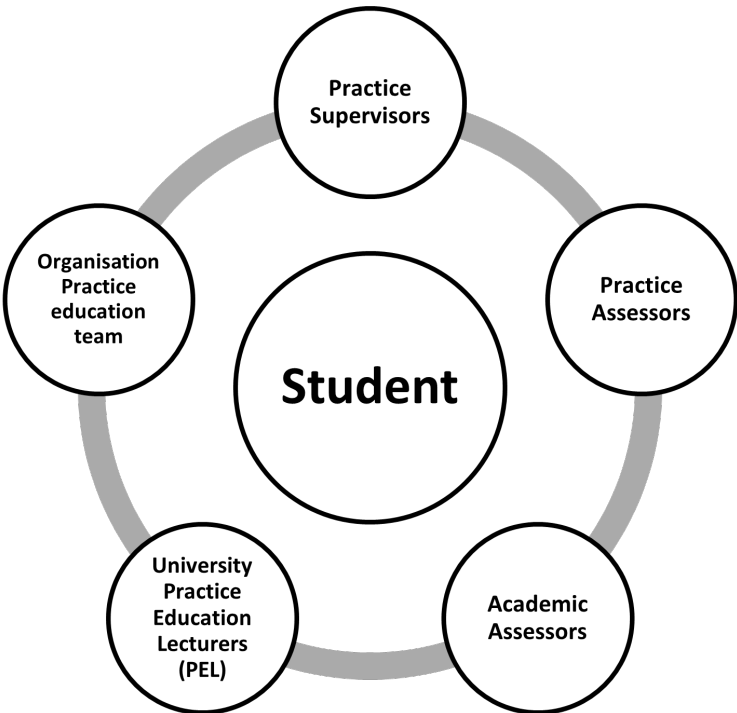 Practice
Supervisors
Organisation
Practice
education
team
Practice
Assessors
Student
University
Practice
Education
Lecturers
(PEL)
Academic
Assessors